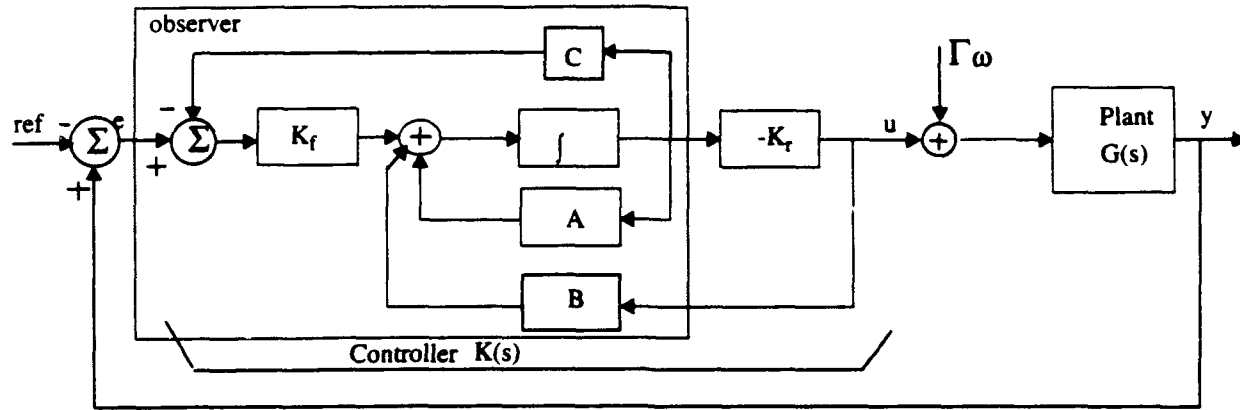 observer
C
Γω
ref
-
e
-
Σ
Σ
K_f
+
∫
-K_r
u
+
Plant
G(s)
y
+
+
A
B
Controller K(s)